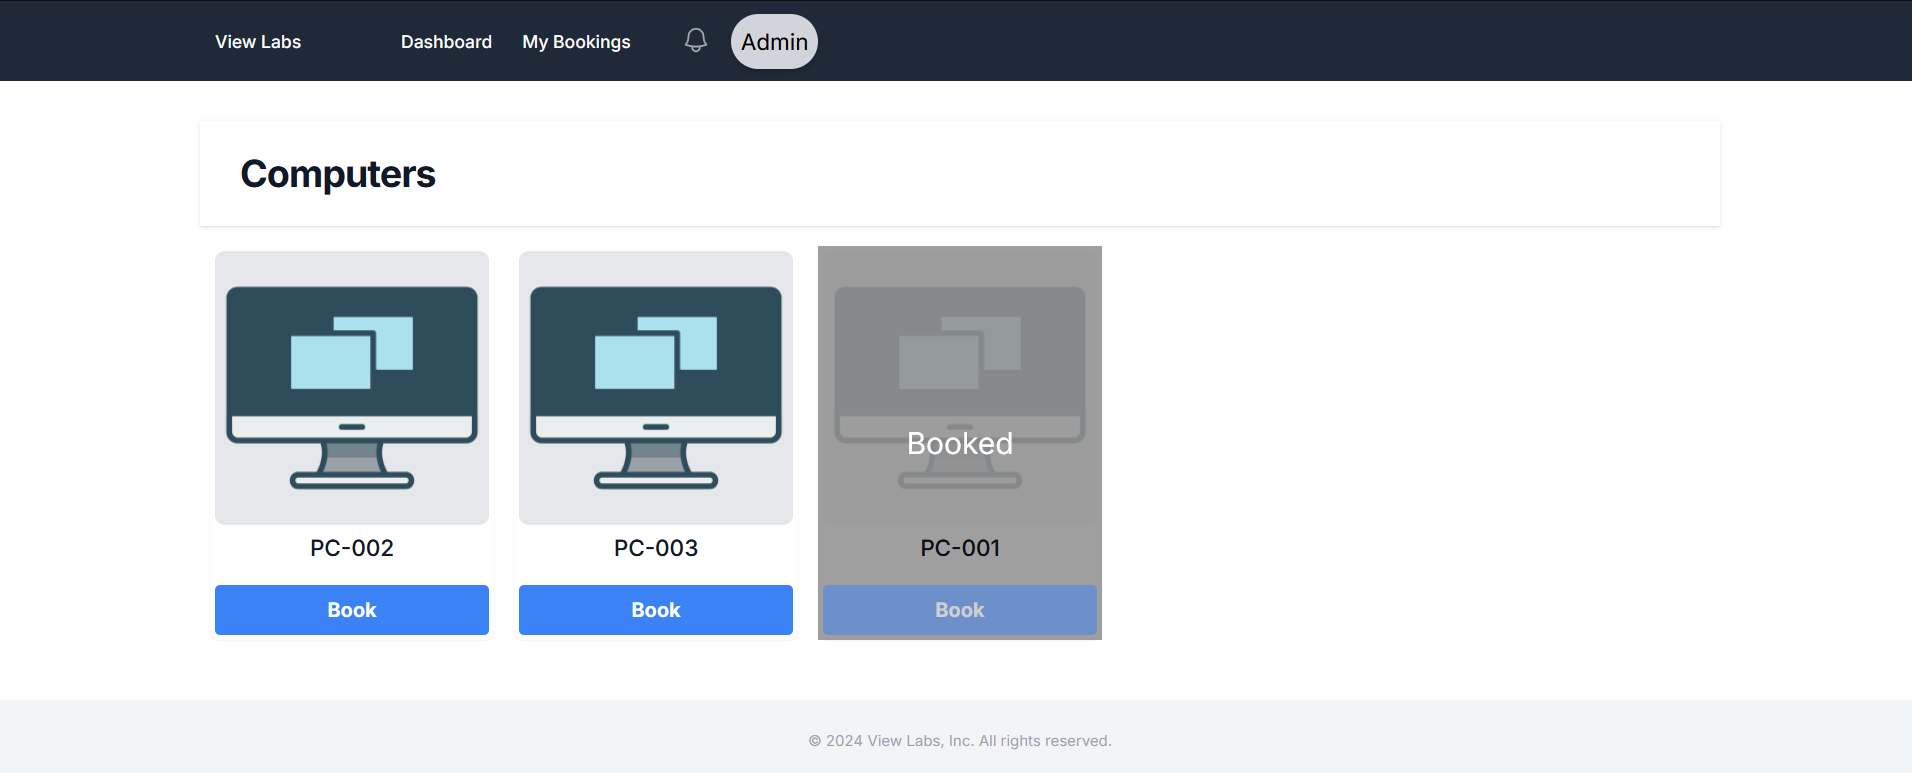 View Labs Dashboard My Bookings Admin
Computers
PC-002
Book
PC-003
Book
Booked
PC-001
Book
© 2024 View Labs, Inc. All rights reserved.